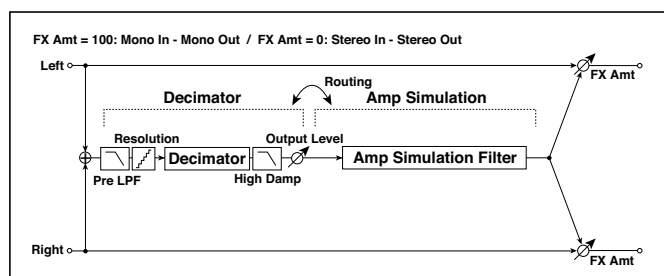 FX Amt = 100: Mono In - Mono Out / FX Amt = 0: Stereo In - Stereo Out
Left
FX Amt
Routing
Decimator
Amp Simulation
Resolution
Output Level
Decimator
Amp Simulation Filter
Pre LPF
High Damp
Right
FX Amt